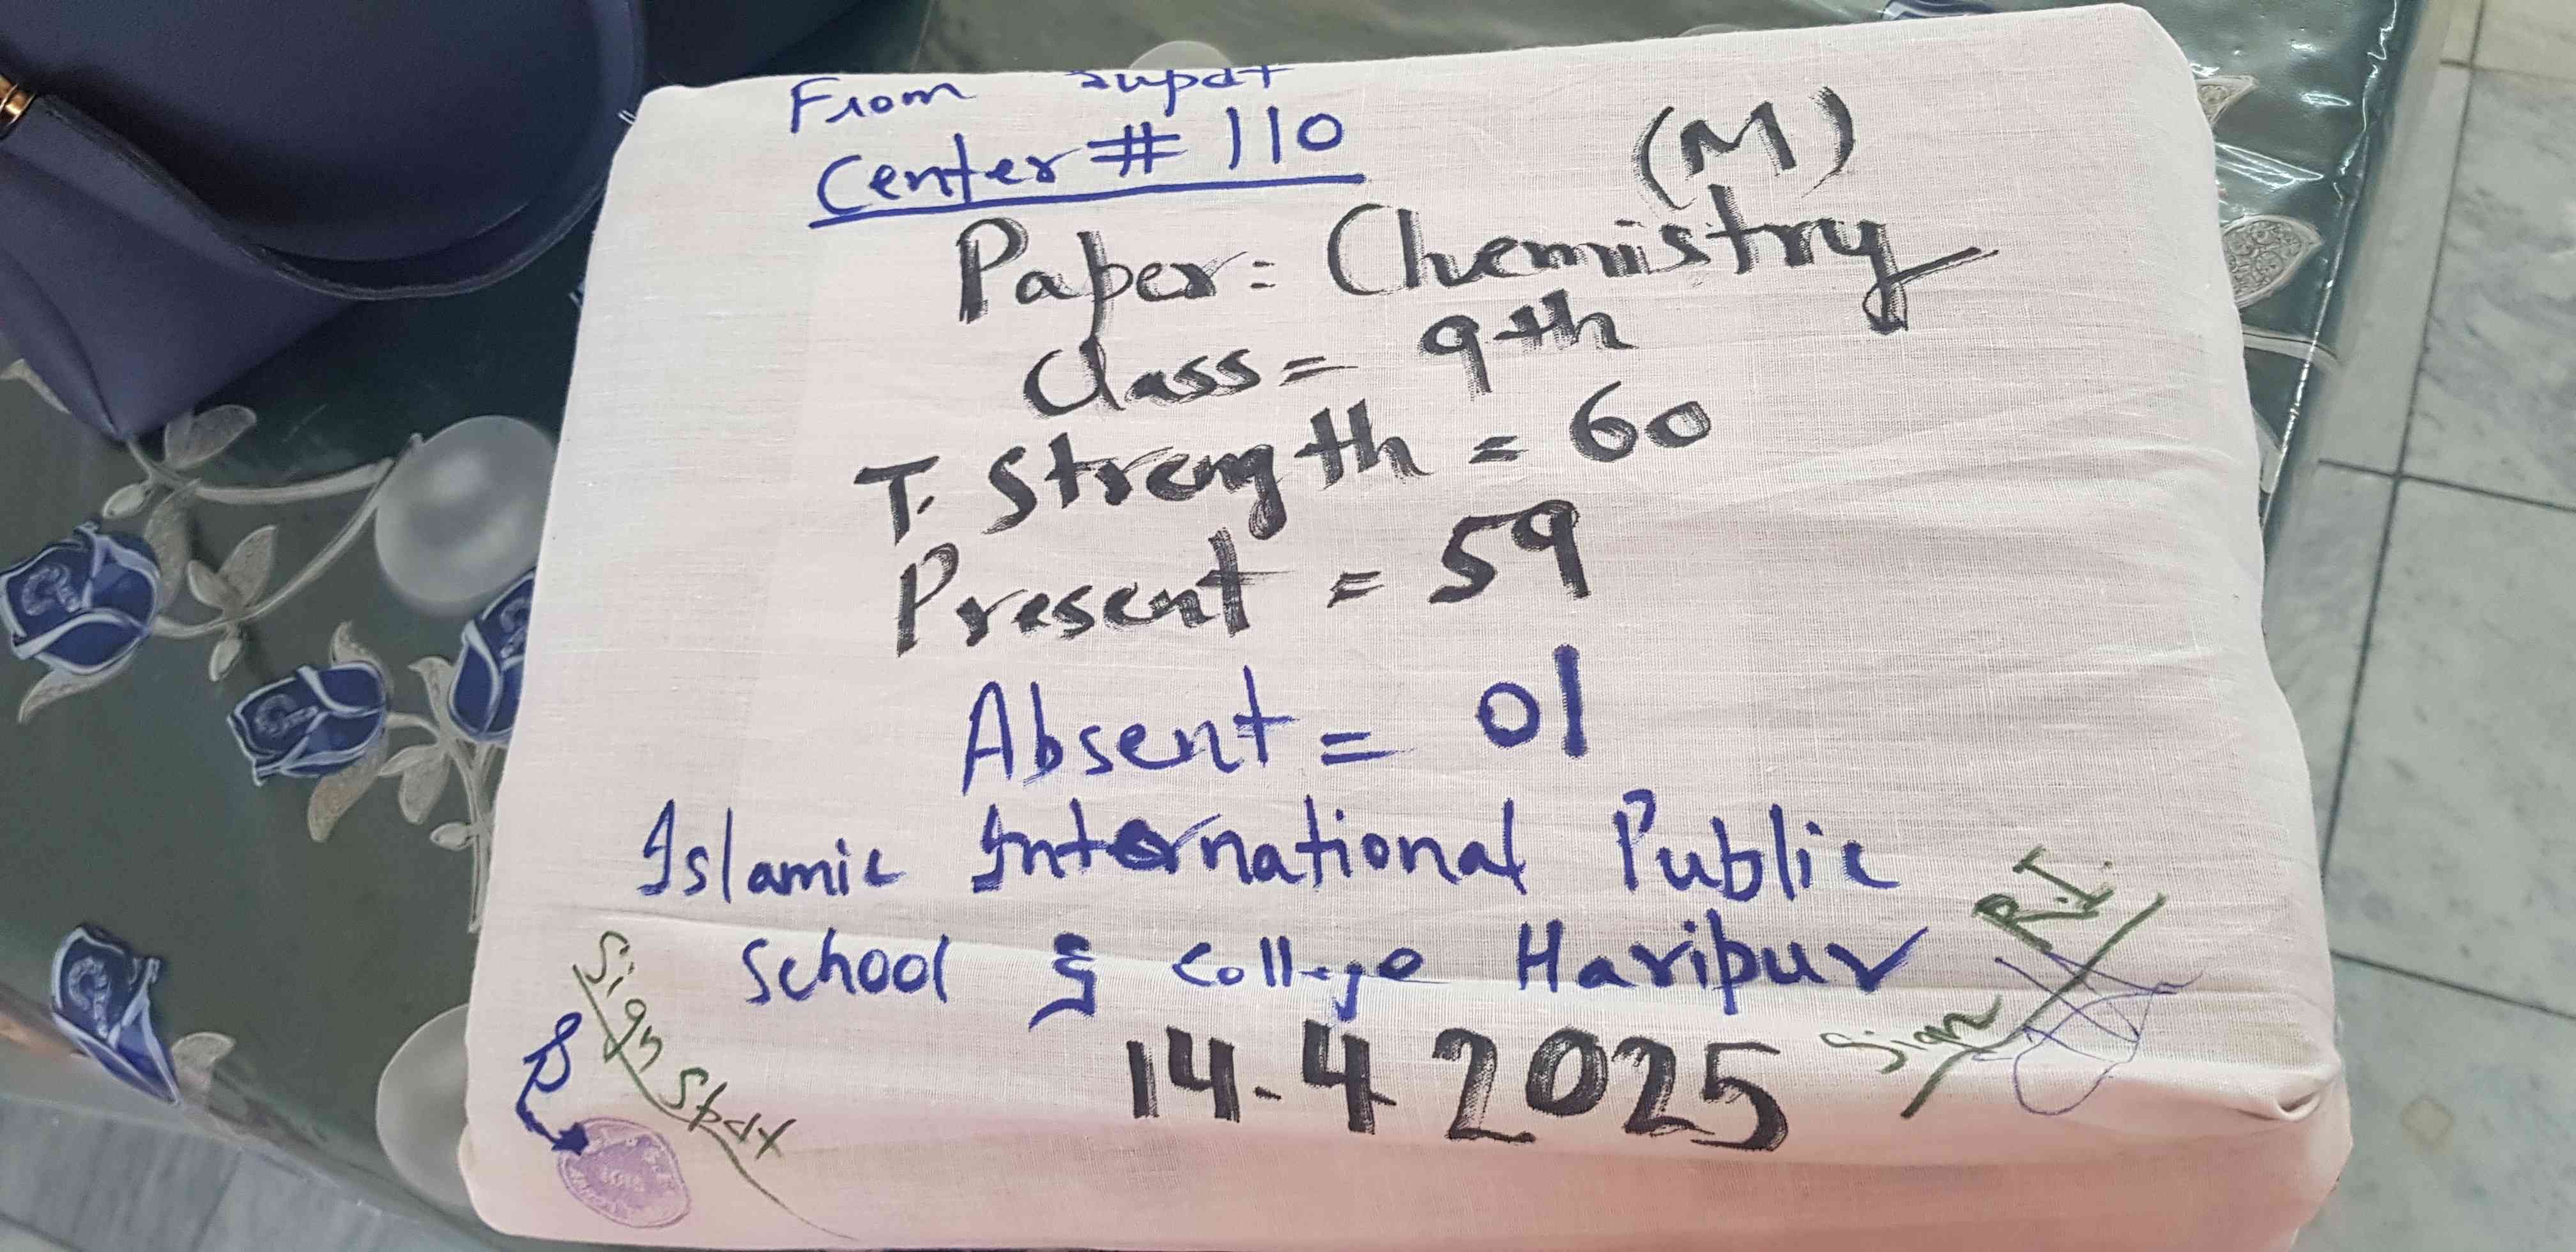 From Supdt
Center # 110
(M)
Paper = Chemistry
Class = 9th
T. Strength = 60
Present = 59
Absent = 01
Islamic International Public
School & College Haripur
R.I.
Sign
Sign Spdt
14-4 2025